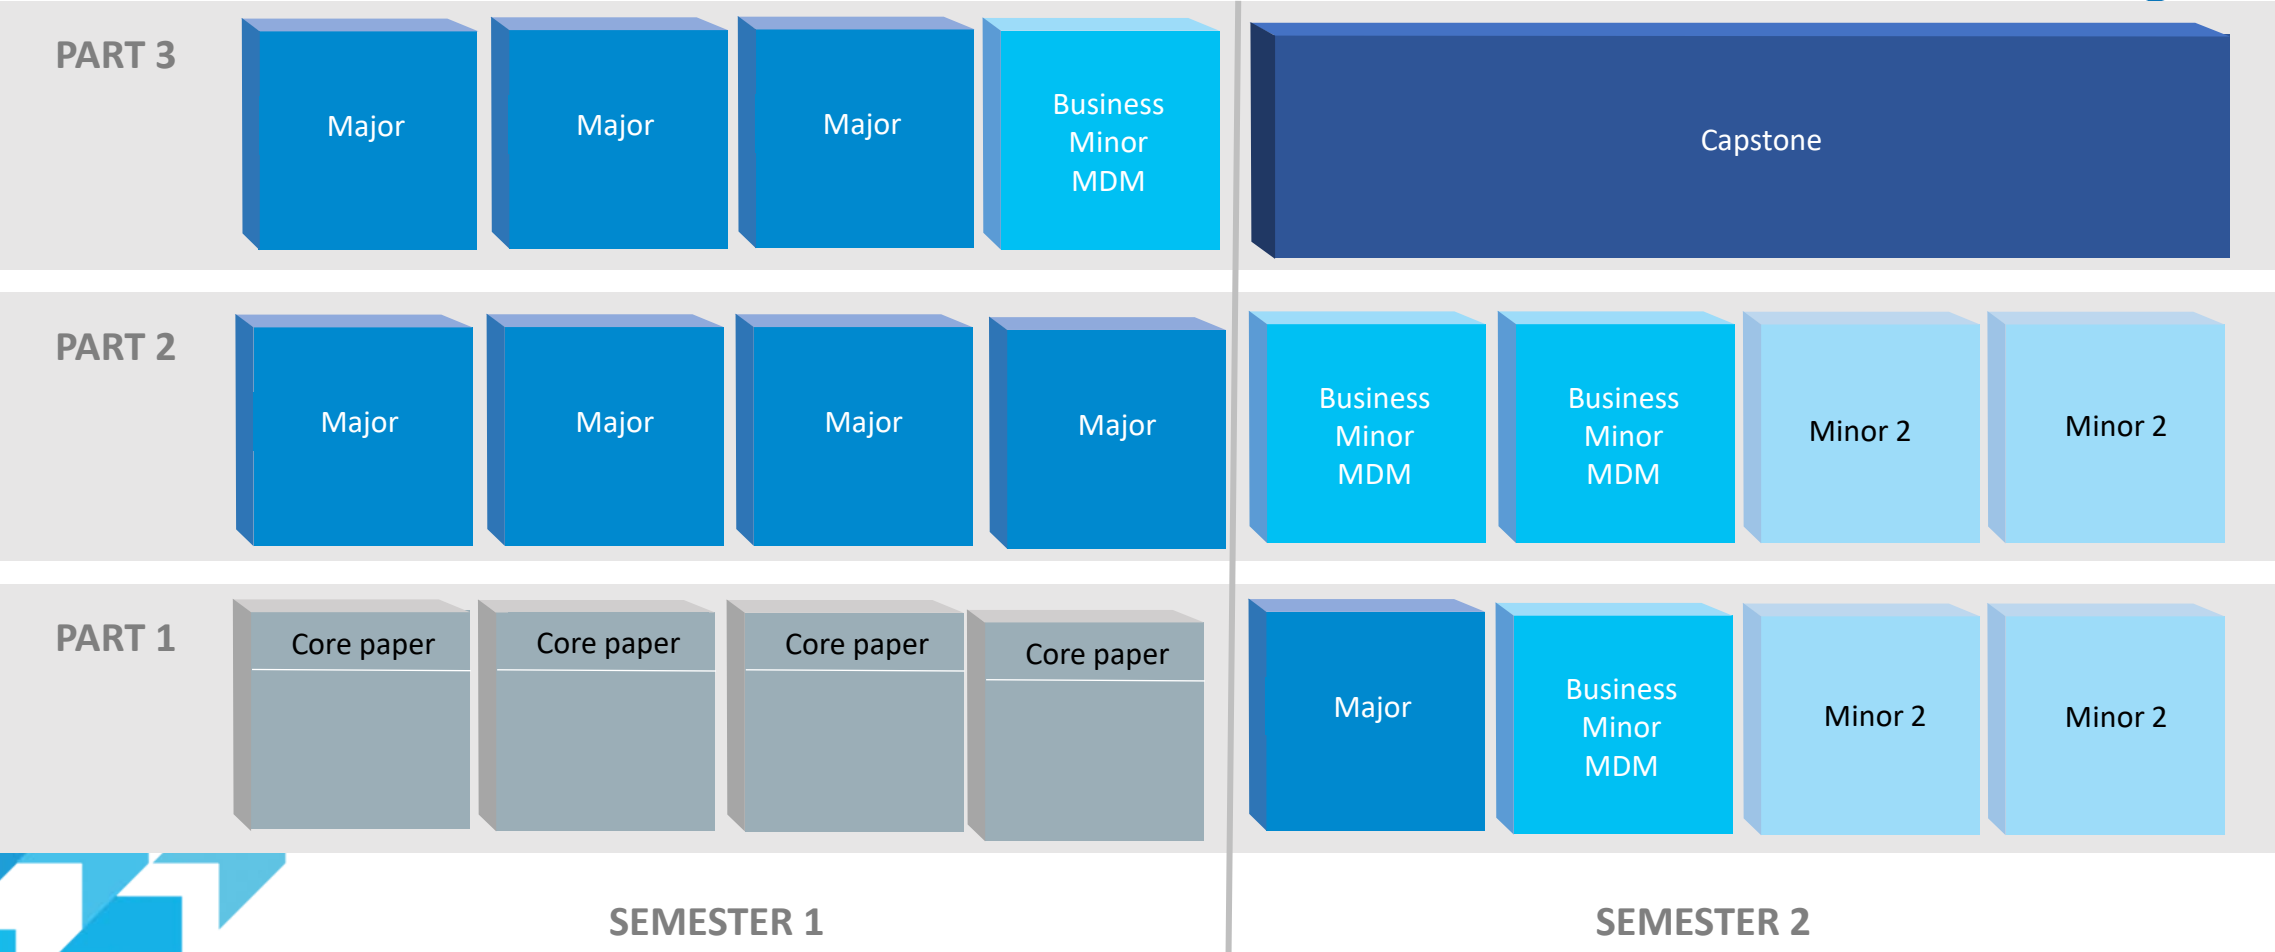 PART 3
Major
Major
Major
Business
Minor
MDM
Capstone
PART 2
Major
Major
Major
Major
Business
Minor
MDM
Business
Minor
MDM
Minor 2
Minor 2
PART 1
Core paper
Core paper
Core paper
Core paper
Major
Business
Minor
MDM
Minor 2
Minor 2
SEMESTER 1
SEMESTER 2